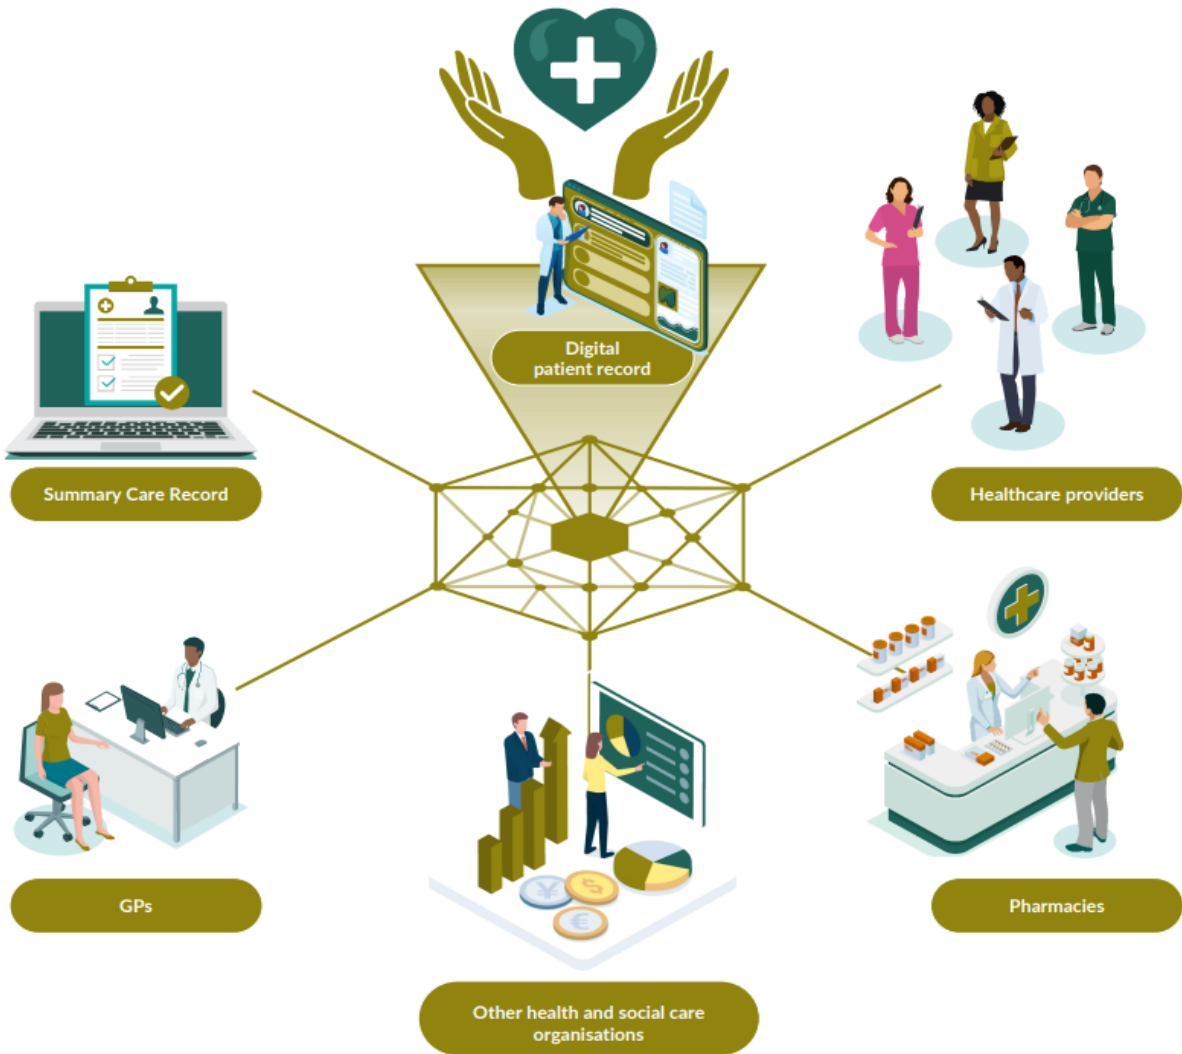 Digital
patient record
Summary Care Record
Healthcare providers
GPs
Pharmacies
Other health and social care
organisations
¥
$
€